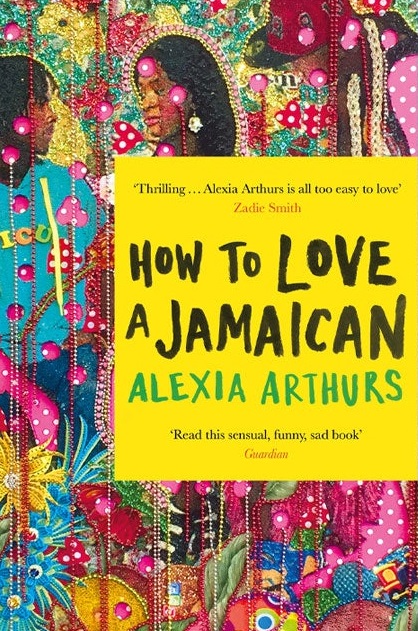 ‘Thrilling ... Alexia Arthurs is all too easy to love’
Zadie Smith
HOW TO LOVE
A JAMAICAN
ALEXIA ARTHURS
‘Read this sensual, funny, sad book’
Guardian
ICU